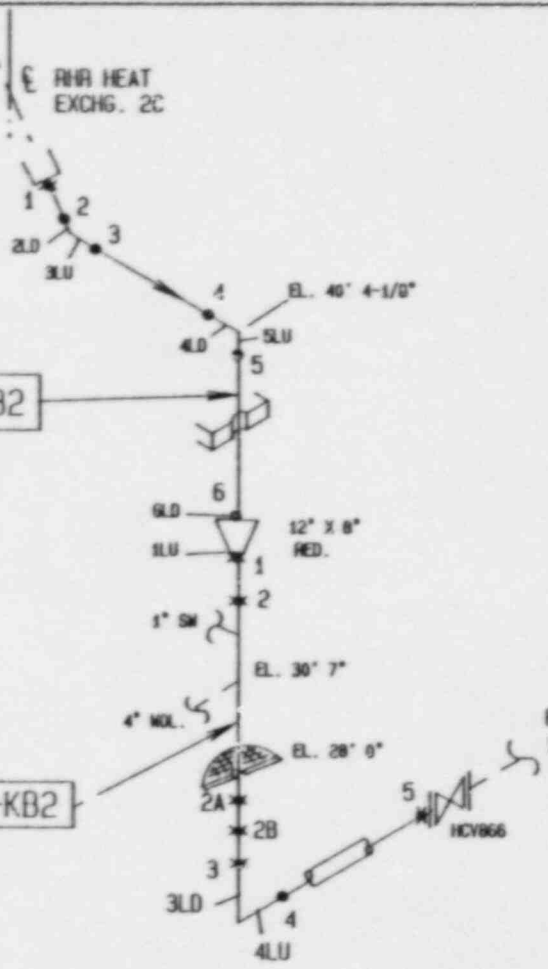 ℄ RHR HEAT
EXCHG. 2C
1
2
2LD
3
3LU
4
EL. 40' 4-1/8"
4LD
5LU
5
B2
6
6LD
12" X 8"
RED.
1LU
1
2
1" SW
EL. 30' 7"
4" WOL.
EL. 28' 0"
2A
-KB2
5
2B
HCV866
3
3LD
4
4LU